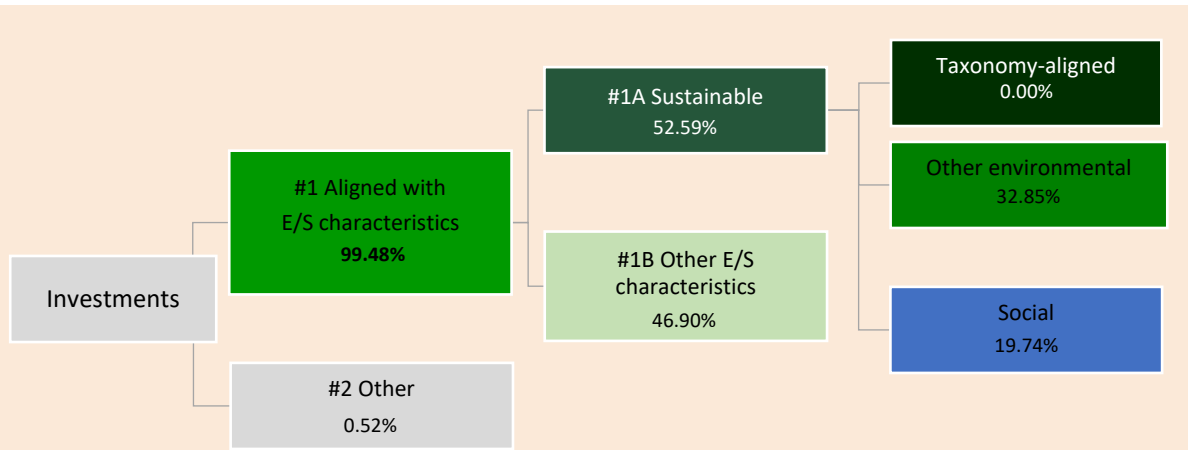 Investments
#1 Aligned with
E/S characteristics
99.48%
#2 Other
0.52%
#1A Sustainable
52.59%
#1B Other E/S
characteristics
46.90%
Taxonomy-aligned
0.00%
Other environmental
32.85%
Social
19.74%